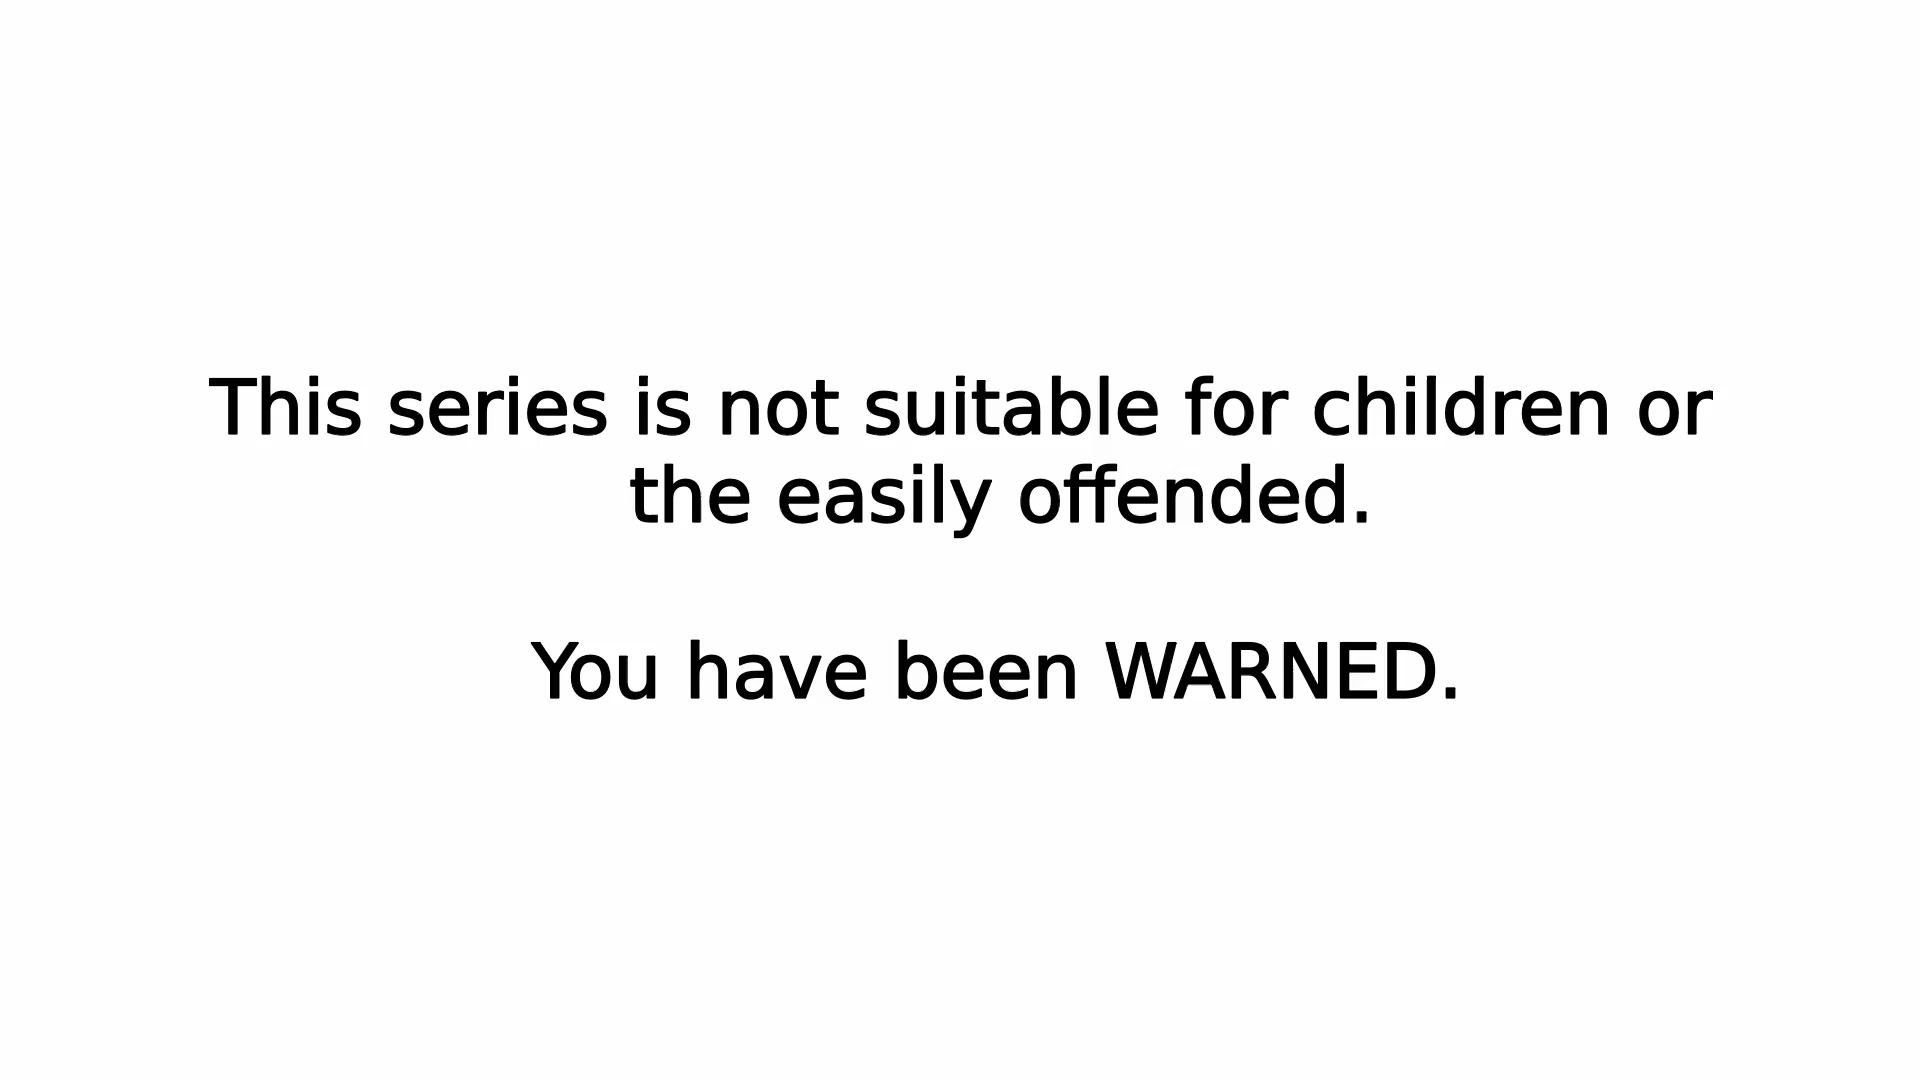 This series is not suitable for children or
the easily offended.
You have been WARNED.